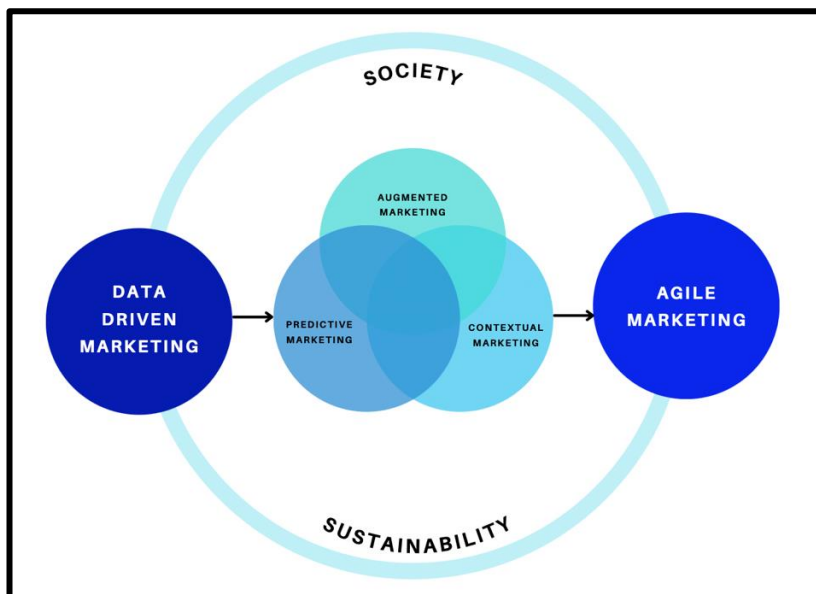 SOCIETY
AUGMENTED
MARKETING
DATA
DRIVEN
MARKETING
PREDICTIVE
MARKETING
CONTEXTUAL
MARKETING
AGILE
MARKETING
SUSTAINABILITY